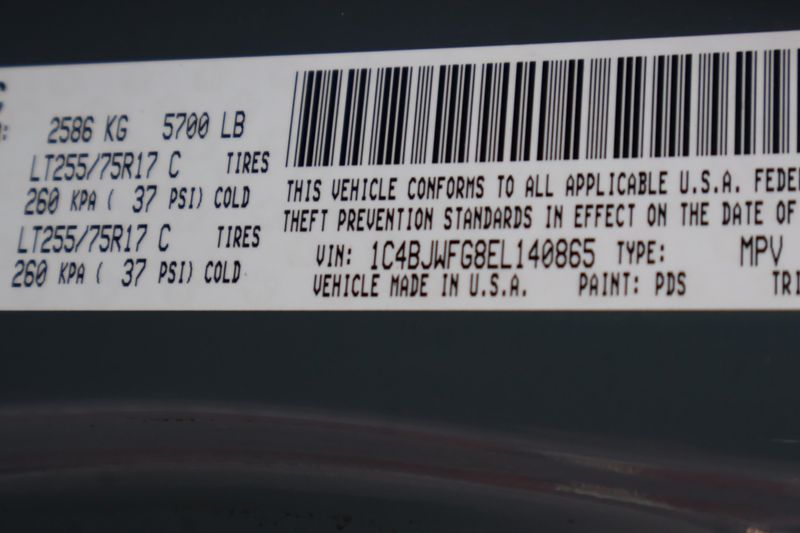 2586 KG 5700 LB
LT255/75R17 C TIRES
260 KPA ( 37 PSI) COLD
LT255/75R17 C TIRES
260 KPA ( 37 PSI) COLD
THIS VEHICLE CONFORMS TO ALL APPLICABLE U.S.A. FEDE
THEFT PREVENTION STANDARDS IN EFFECT ON THE DATE OF
VIN: 1C4BJWFG8EL140865 TYPE: MPV
VEHICLE MADE IN U.S.A. PAINT: PDS TRI